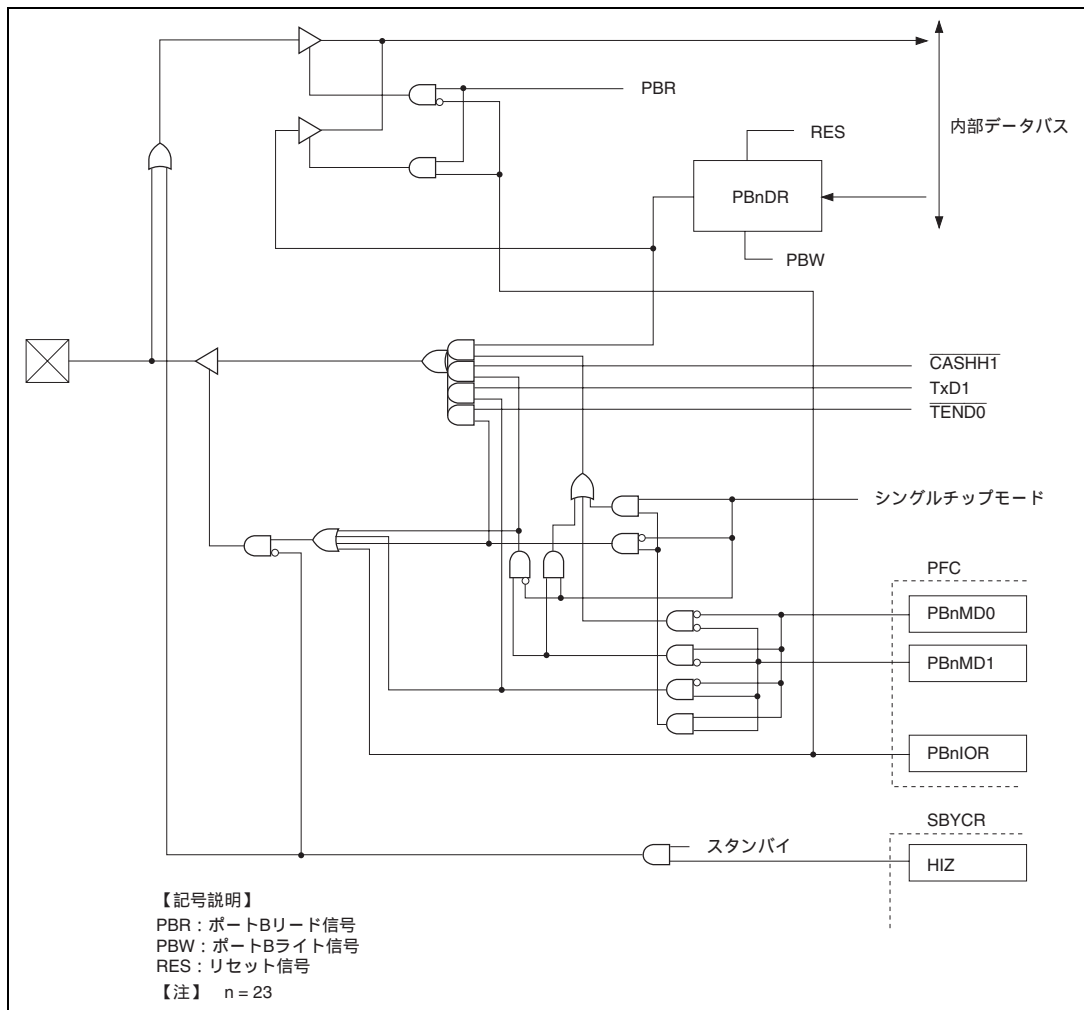 PBR
内部データバス
RES
PBnDR
PBW
CASHH1
TxD1
TEND0
シングルチップモード
PFC
PBnMD0
PBnMD1
PBnIOR
SBYCR
スタンバイ
HIZ
【記号説明】
PBR：ポートBリード信号
PBW：ポートBライト信号
RES：リセット信号
【注】 n = 23